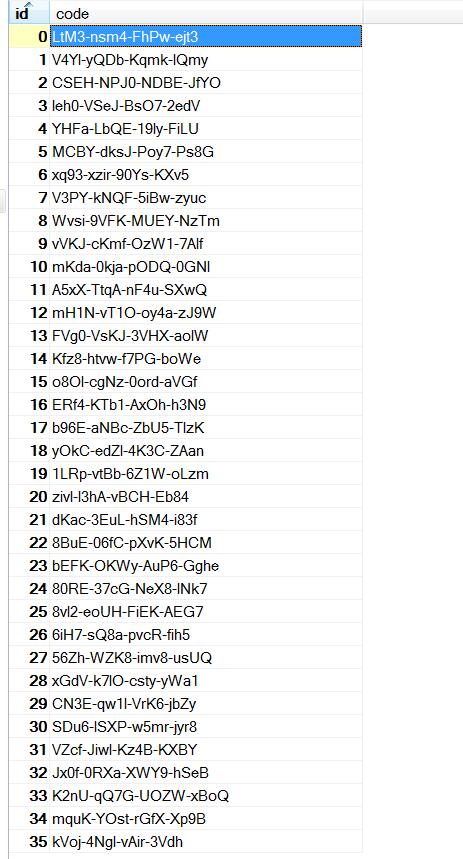 id code
0 LtM3-nsm4-FhPw-ejt3
1 V4Yl-yQDb-Kqmk-lQmy
2 CSEH-NPJ0-NDBE-JfYO
3 leh0-VSeJ-BsO7-2edV
4 YHFa-LbQE-19ly-FiLU
5 MCBY-dksJ-Poy7-Ps8G
6 xq93-xzir-90Ys-KXv5
7 V3PY-kNQF-5iBw-zyuc
8 Wvsi-9VFK-MUEY-NzTm
9 vVKJ-cKmf-OzW1-7Alf
10 mKda-0kja-pODQ-0GNl
11 A5xX-TtqA-nF4u-SXwQ
12 mH1N-vT1O-oy4a-zJ9W
13 FVg0-VsKJ-3VHX-aolW
14 Kfz8-htvw-f7PG-boWe
15 o8Ol-cgNz-0ord-aVGf
16 ERf4-KTb1-AxOh-h3N9
17 b96E-aNBc-ZbU5-TlzK
18 yOkC-edZl-4K3C-ZAan
19 1LRp-vtBb-6Z1W-oLzm
20 zivl-l3hA-vBCH-Eb84
21 dKac-3EuL-hSM4-i83f
22 8BuE-06fC-pXvK-5HCM
23 bEFK-OKWy-AuP6-Gghe
24 80RE-37cG-NeX8-lNk7
25 8vl2-eoUH-FiEK-AEG7
26 6iH7-sQ8a-pvcR-fih5
27 56Zh-WZK8-imv8-usUQ
28 xGdV-k7lO-csty-yWa1
29 CN3E-qw1l-VrK6-jbZy
30 SDu6-lSXP-w5mr-jyr8
31 VZcf-Jiwl-Kz4B-KXBY
32 Jx0f-0RXa-XWY9-hSeB
33 K2nU-qQ7G-UOZW-xBoQ
34 mquK-YOst-rGfX-Xp9B
35 kVoj-4Ngl-vAir-3Vdh